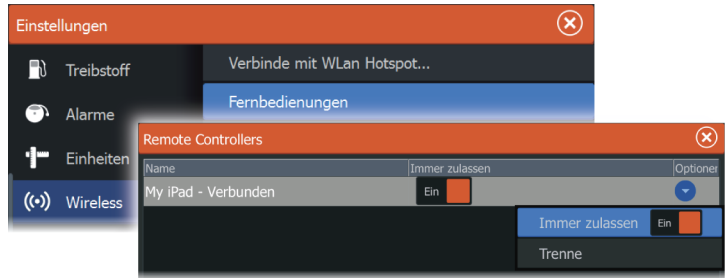 Einstellungen
Treibstoff
Verbinde mit WLan Hotspot...
Alarme
Fernbedienungen
Einheiten
Wireless
Remote Controllers
Name Immer zulassen Optionen
My iPad - Verbunden Ein
Immer zulassen Ein
Trenne